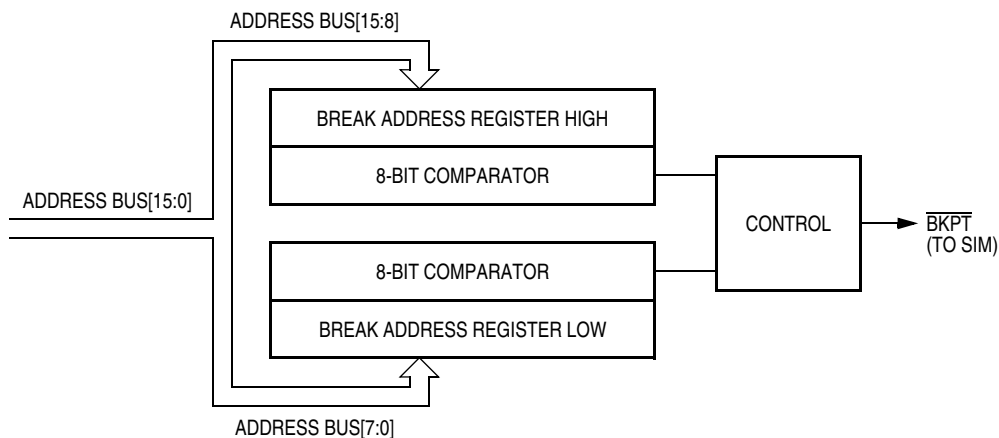 ADDRESS BUS[15:8]
BREAK ADDRESS REGISTER HIGH
8-BIT COMPARATOR
ADDRESS BUS[15:0]
CONTROL
BKPT
(TO SIM)
8-BIT COMPARATOR
BREAK ADDRESS REGISTER LOW
ADDRESS BUS[7:0]